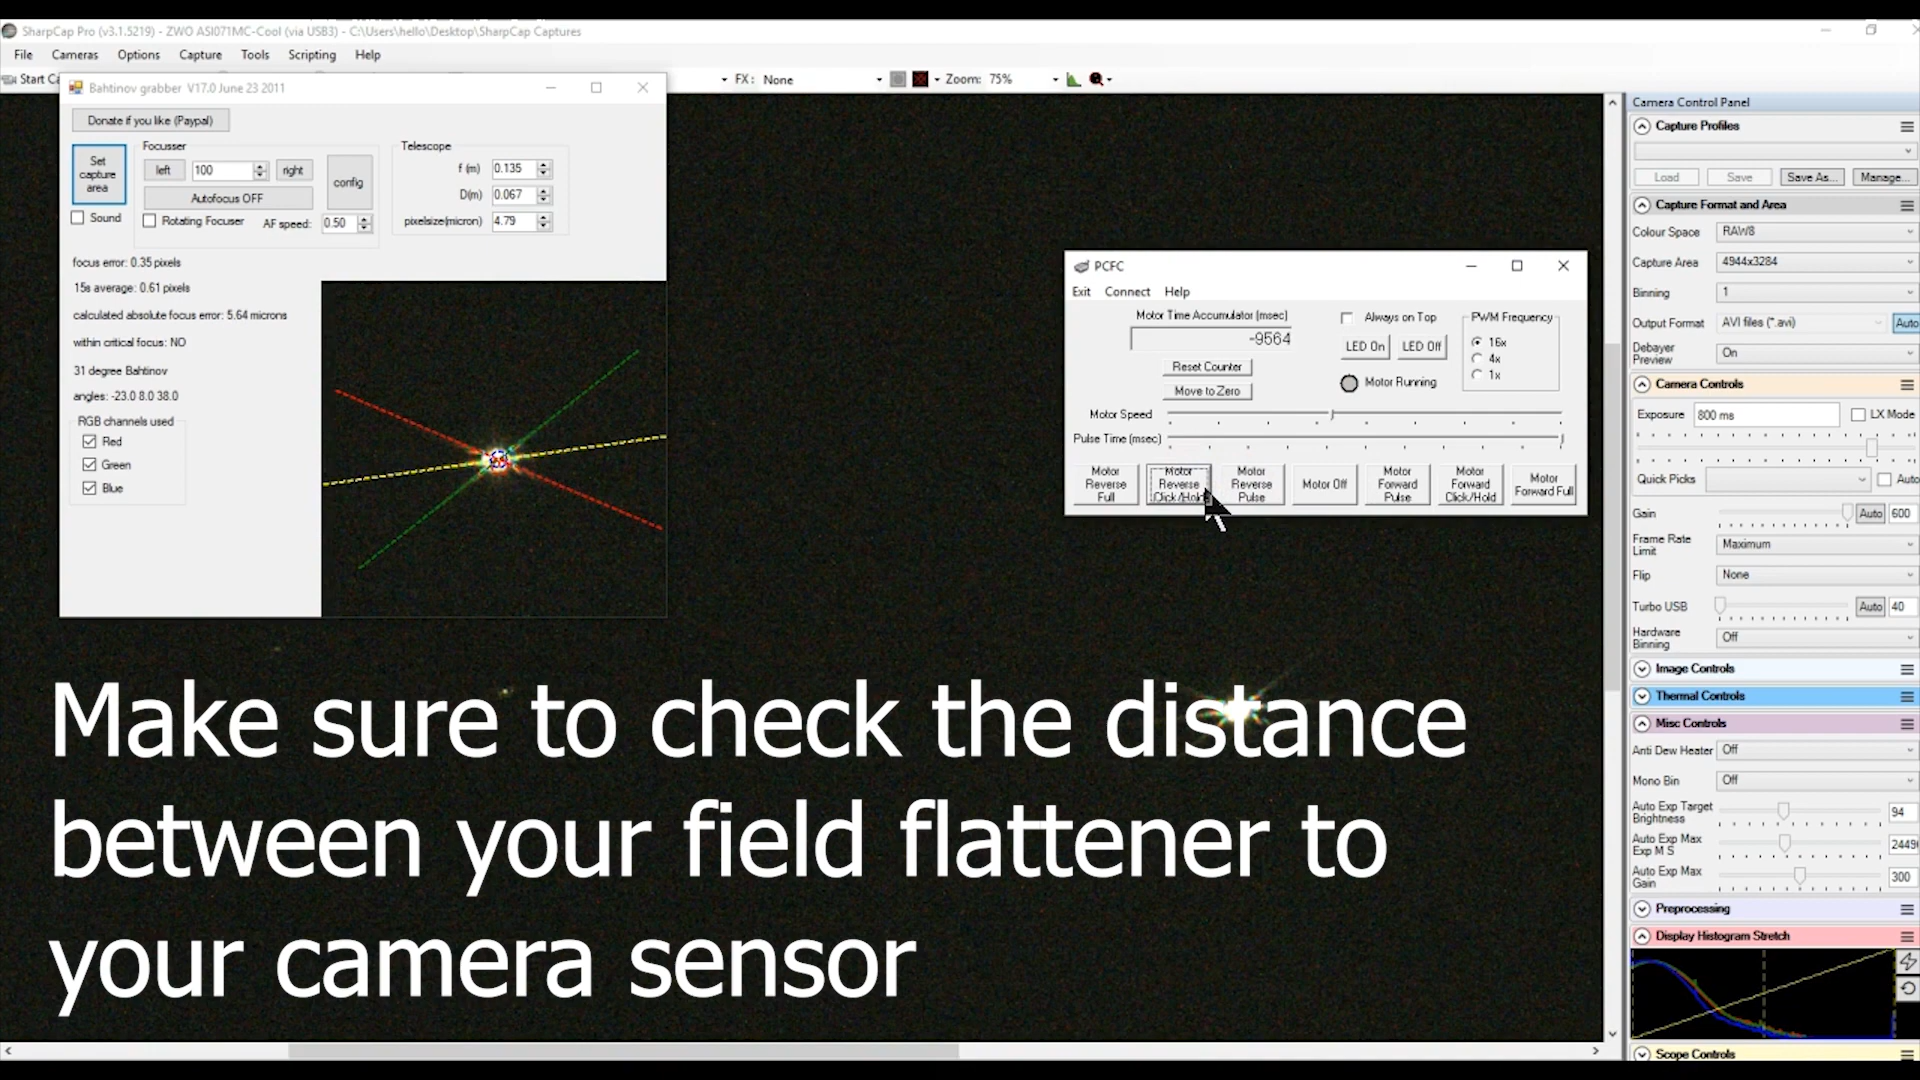 SharpCap Pro (v3.1.5219) - ZWO ASI071MC-Cool (via USB3) - C:\Users\hello\Desktop\SharpCap Captures
File Cameras Options Capture Tools Scripting Help
Start Ca
FX: None
Zoom: 75%
Bahtinov grabber V17.0 June 23 2011
Donate if you like (Paypal)
Set capture area
Focusser
left 100 right
config
Autofocus OFF
Sound
Rotating Focuser
AF speed: 0.50
Telescope
f (m) 0.135
D(m) 0.067
pixelsize(micron) 4.79
focus error: 0.35 pixels
15s average: 0.61 pixels
calculated absolute focus error: 5.64 microns
within critical focus: NO
31 degree Bahtinov
angles: -23.0 8.0 38.0
RGB channels used
Red
Green
Blue
PCFC
Exit Connect Help
Motor Time Accumulator (msec)
-9564
Reset Counter
Move to Zero
Always on Top
LED On LED Off
Motor Running
PWM Frequency
16x
4x
1x
Motor Speed
Pulse Time (msec)
Motor Reverse Full
Motor Reverse Click/Hold
Motor Reverse Pulse
Motor Off
Motor Forward Pulse
Motor Forward Click/Hold
Motor Forward Full
Make sure to check the distance
between your field flattener to
your camera sensor
Camera Control Panel
Capture Profiles
Load Save Save As... Manage...
Capture Format and Area
Colour Space RAW8
Capture Area 4944x3284
Binning 1
Output Format AVI files (*.avi) Auto
Debayer Preview On
Camera Controls
Exposure 800 ms LX Mode
Quick Picks Auto
Gain Auto 600
Frame Rate Limit Maximum
Flip None
Turbo USB Auto 40
Hardware Binning Off
Image Controls
Thermal Controls
Misc Controls
Anti Dew Heater Off
Mono Bin Off
Auto Exp Target Brightness 94
Auto Exp Max Exp M S 2449
Auto Exp Max Gain 300
Preprocessing
Display Histogram Stretch
Scope Controls